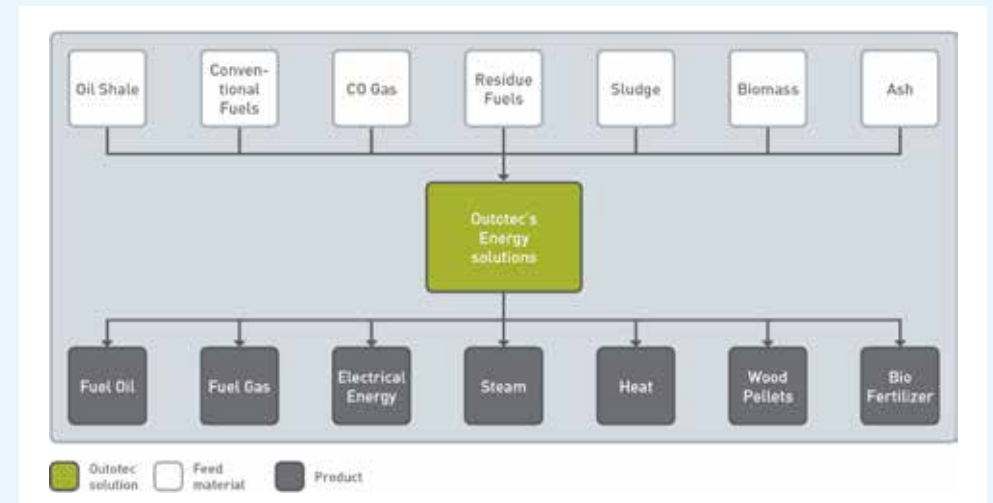 Oil Shale
Conven-
tional
Fuels
CO Gas
Residue
Fuels
Sludge
Biomass
Ash
Outotec's
Energy
solutions
Fuel Oil
Fuel Gas
Electrical
Energy
Steam
Heat
Wood
Pellets
Bio
Fertilizer
Outotec
solution
Feed
material
Product